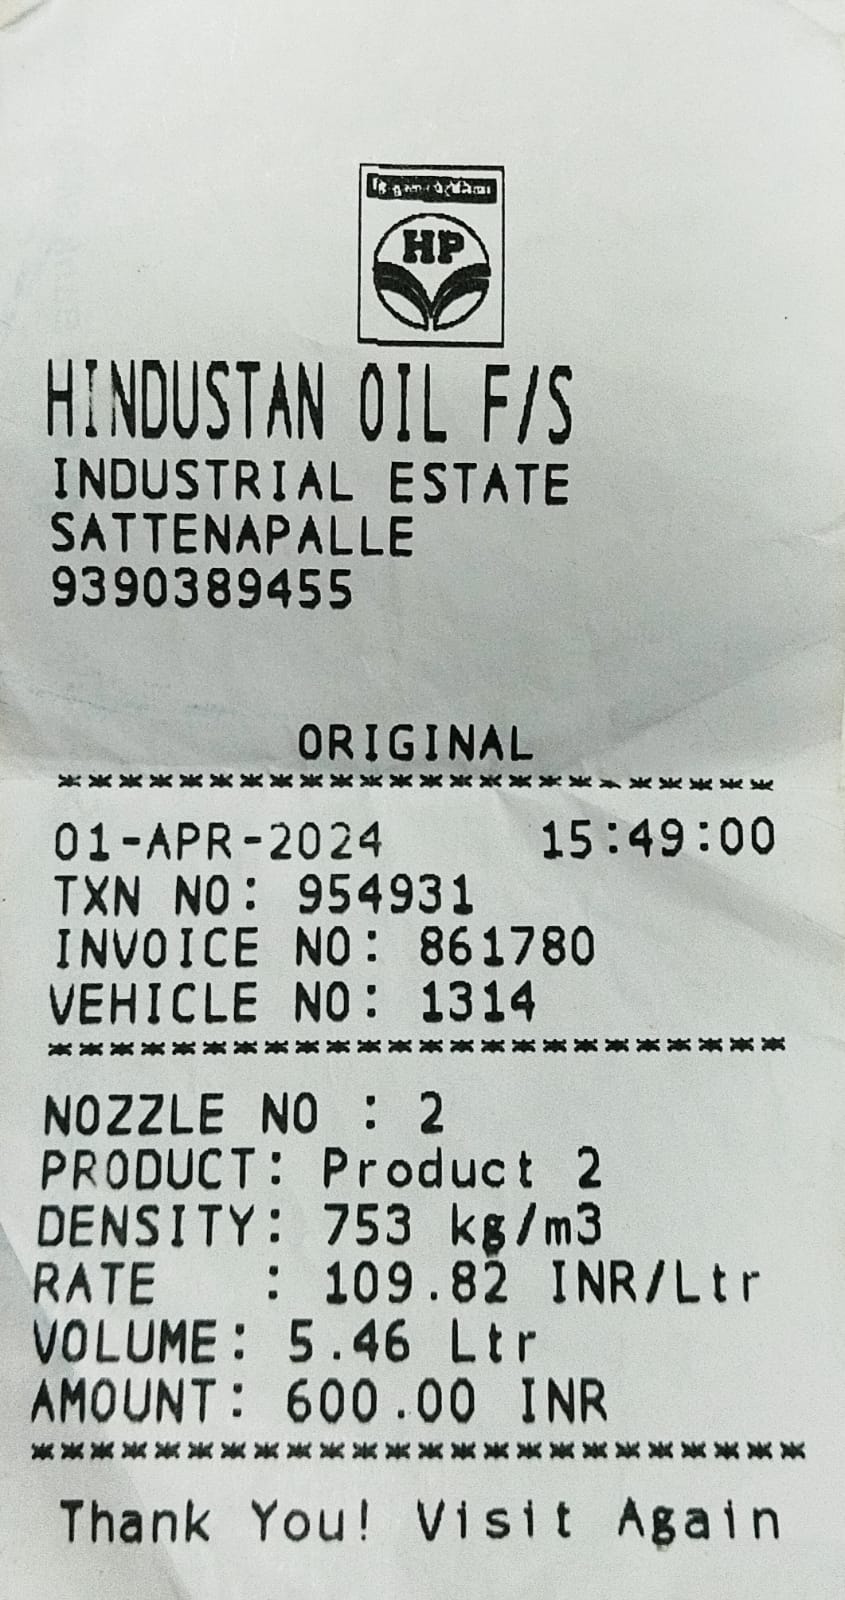 HP
HINDUSTAN OIL F/S
INDUSTRIAL ESTATE
SATTENAPALLE
9390389455
ORIGINAL
************************
01-APR-2024 15:49:00
TXN NO: 954931
INVOICE NO: 861780
VEHICLE NO: 1314
************************
NOZZLE NO : 2
PRODUCT: Product 2
DENSITY: 753 kg/m3
RATE : 109.82 INR/Ltr
VOLUME: 5.46 Ltr
AMOUNT: 600.00 INR
************************
Thank You! Visit Again